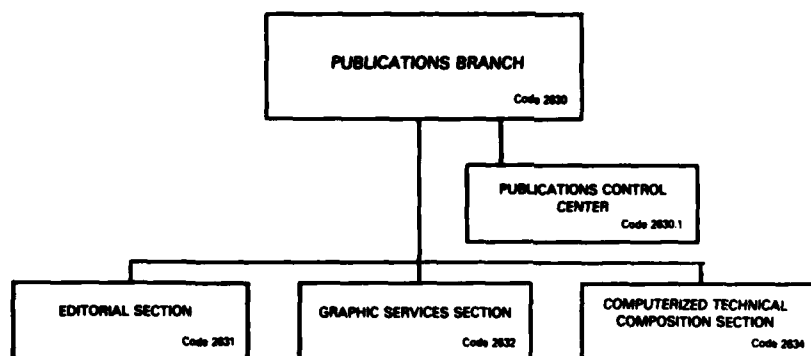 PUBLICATIONS BRANCH
Code 2630
PUBLICATIONS CONTROL
CENTER
Code 2630.1
EDITORIAL SECTION
Code 2631
GRAPHIC SERVICES SECTION
Code 2632
COMPUTERIZED TECHNICAL
COMPOSITION SECTION
Code 2634